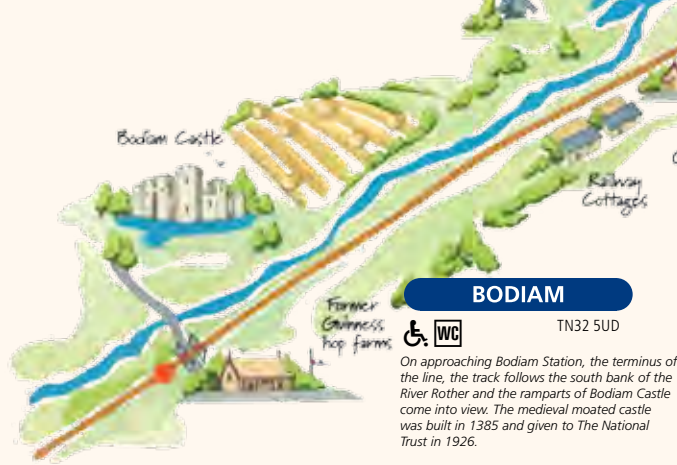 Bodiam Castle
Railway
Cottages
Former
Guinness
hop farms
BODIAM
WC
TN32 5UD
On approaching Bodiam Station, the terminus of
the line, the track follows the south bank of the
River Rother and the ramparts of Bodiam Castle
come into view. The medieval moated castle
was built in 1385 and given to The National
Trust in 1926.